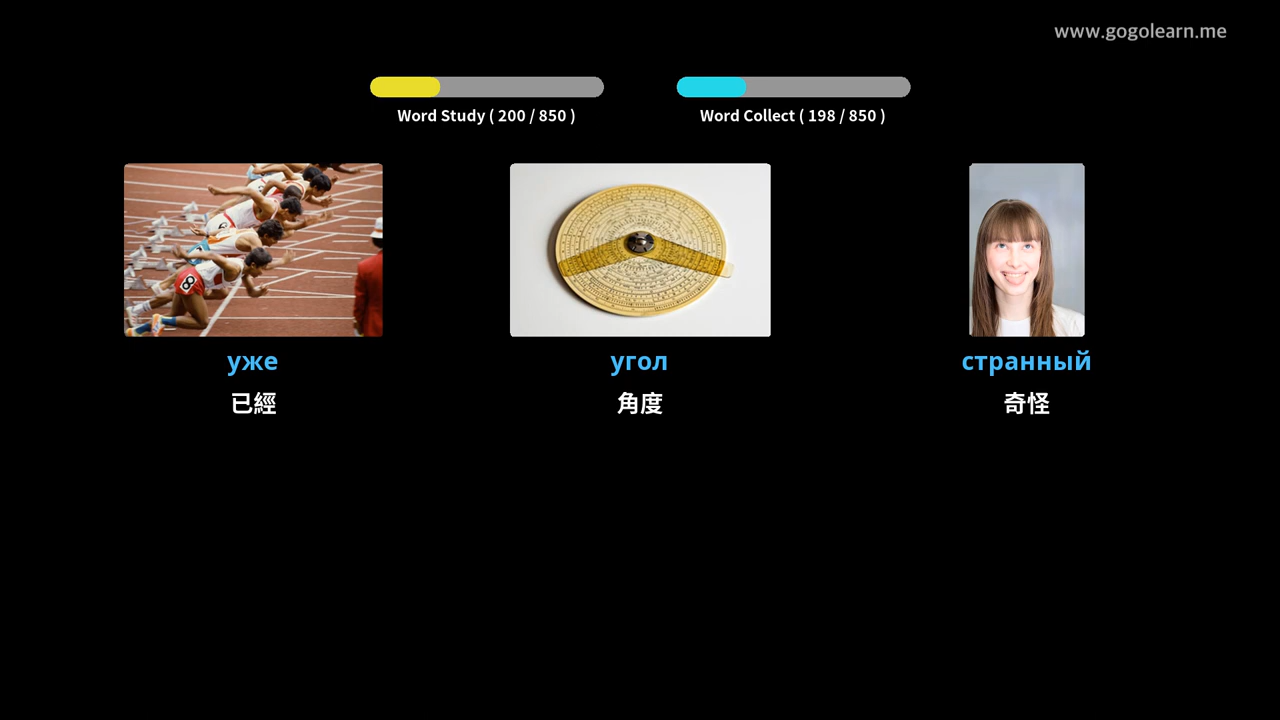 www.gogolearn.me
Word Study ( 200 / 850 )
Word Collect ( 198 / 850 )
8
уже
угол
странный
已經
角度
奇怪